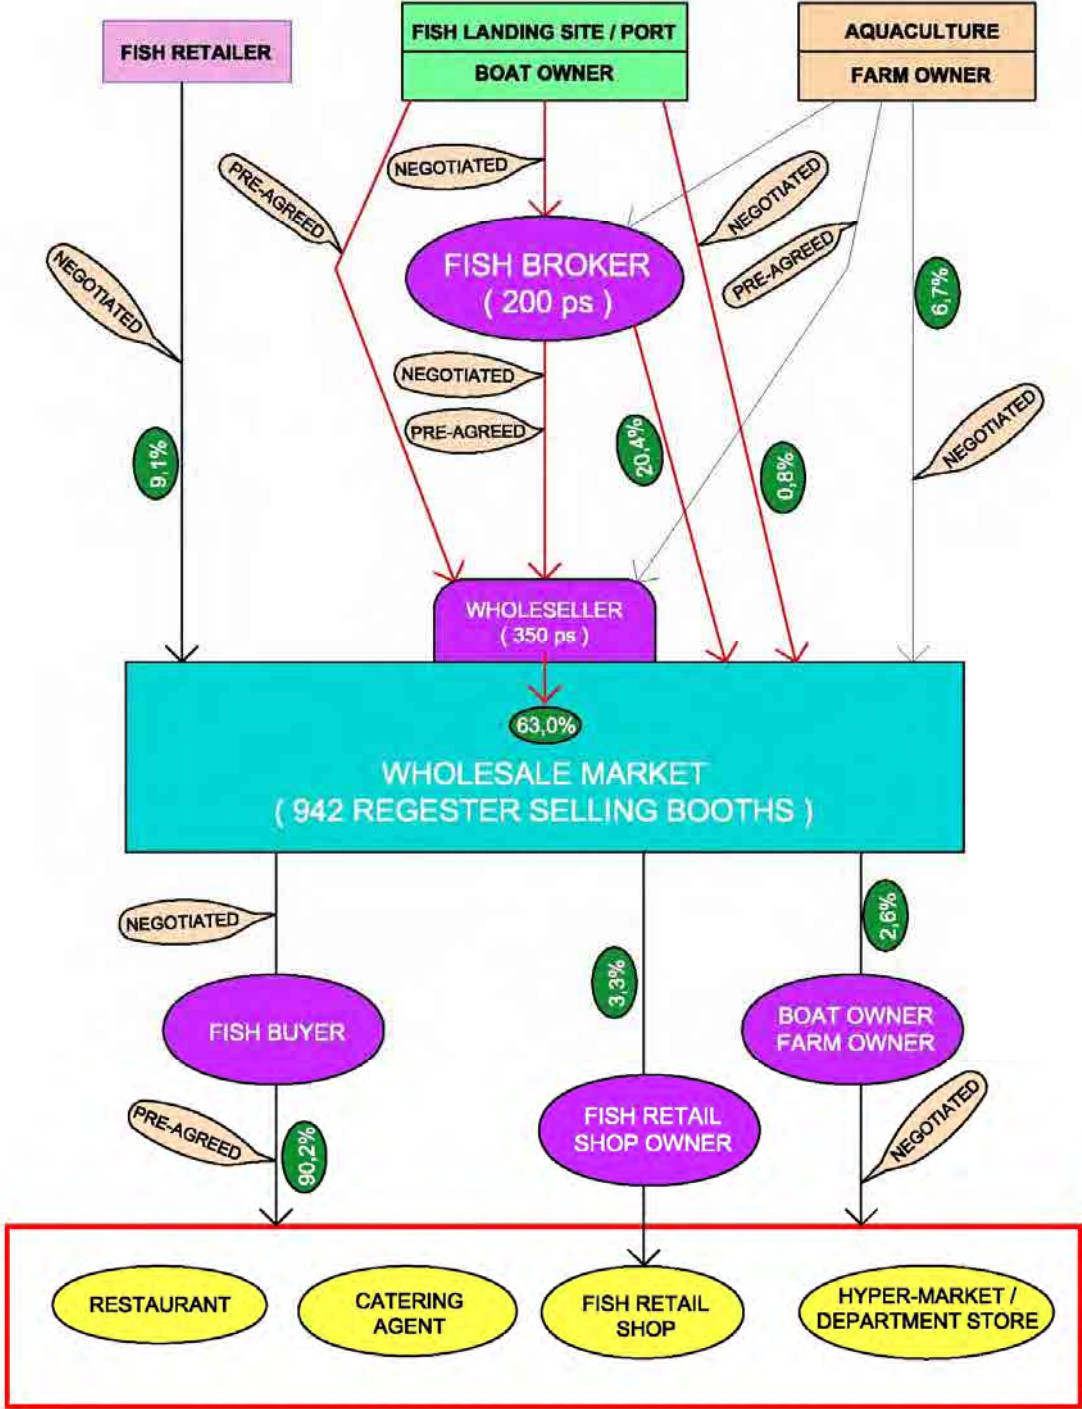 FISH RETAILER
FISH LANDING SITE / PORT
BOAT OWNER
AQUACULTURE
FARM OWNER
PRE-AGREED
NEGOTIATED
NEGOTIATED
PRE-AGREED
NEGOTIATED
FISH BROKER
( 200 ps )
6,7%
NEGOTIATED
PRE-AGREED
NEGOTIATED
9,1%
20,4%
0,8%
WHOLESELLER
( 350 ps )
63,0%
WHOLESALE MARKET
( 942 REGESTER SELLING BOOTHS )
NEGOTIATED
3,3%
2,6%
FISH BUYER
BOAT OWNER
FARM OWNER
PRE-AGREED
90,2%
FISH RETAIL
SHOP OWNER
NEGOTIATED
RESTAURANT
CATERING
AGENT
FISH RETAIL
SHOP
HYPER-MARKET /
DEPARTMENT STORE